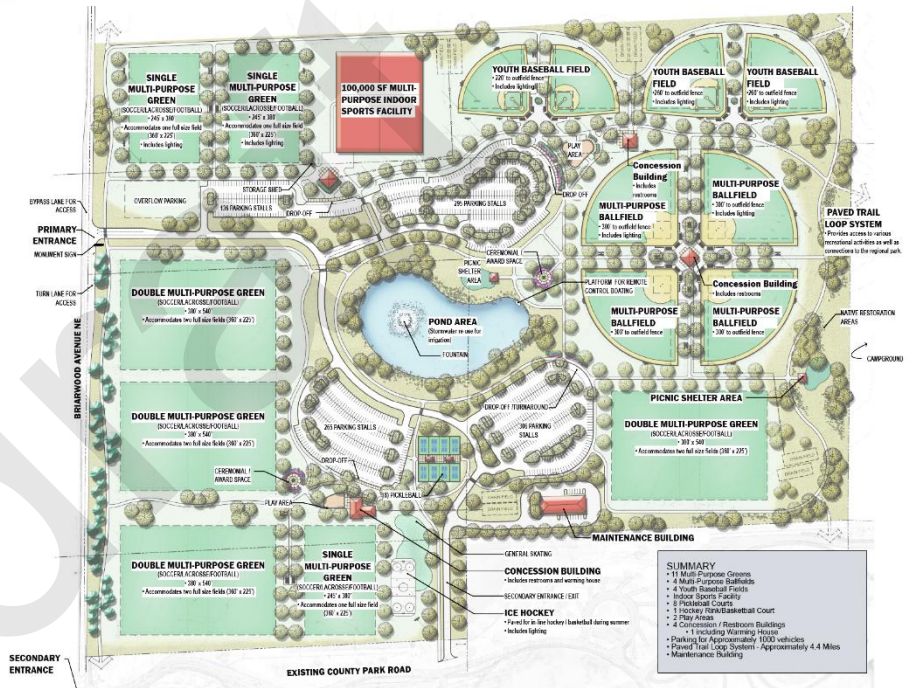 SINGLE
MULTI-PURPOSE
GREEN
(SOCCER/LACROSSE/FOOTBALL)
• 245' x 380'
• Accommodates one full size field
(360' x 225')
• Includes lighting
SINGLE
MULTI-PURPOSE
GREEN
(SOCCER/LACROSSE/FOOTBALL)
• 245' x 380'
• Accommodates one full size field
(360' x 225')
• Includes lighting
100,000 SF MULTI-
PURPOSE INDOOR
SPORTS FACILITY
YOUTH BASEBALL FIELD
• 220' to outfield fence
• Includes lighting
YOUTH BASEBALL
FIELD
• 260' to outfield fence
• Includes lighting
YOUTH BASEBALL
FIELD
• 260' to outfield fence
• Includes lighting
PLAY
AREA
Concession
Building
• Includes
restrooms
STORAGE SHED
DROP-OFF
BYPASS LANE FOR
ACCESS
OVERFLOW PARKING
136 PARKING STALLS
DROP-OFF
295 PARKING STALLS
MULTI-PURPOSE
BALLFIELD
• 380' to outfield fence
• Includes lighting
MULTI-PURPOSE
BALLFIELD
• 380' to outfield fence
• Includes lighting
PAVED TRAIL
LOOP SYSTEM
• Provides access to various
recreational activities as well as
connections to the regional park.
PRIMARY
ENTRANCE
MONUMENT SIGN
TURN LANE FOR
ACCESS
CEREMONIAL /
AWARD SPACE
PICNIC
SHELTER
AREA
PLATFORM FOR REMOTE
CONTROL BOATING
Concession Building
• Includes restrooms
DOUBLE MULTI-PURPOSE GREEN
(SOCCER/LACROSSE/FOOTBALL)
• 380' x 540'
• Accommodates two full size fields (360' x 225')
POND AREA
(Stormwater re-use for
irrigation)
FOUNTAIN
MULTI-PURPOSE
BALLFIELD
• 300' to outfield fence
MULTI-PURPOSE
BALLFIELD
• 300' to outfield fence
NATIVE RESTORATION
AREAS
CAMPGROUND
BRIARWOOD AVENUE NE
PICNIC SHELTER AREA
DOUBLE MULTI-PURPOSE GREEN
(SOCCER/LACROSSE/FOOTBALL)
• 380' x 540'
• Accommodates two full size fields (360' x 225')
DROP-OFF /TURNAROUND
265 PARKING STALLS
306 PARKING
STALLS
DOUBLE MULTI-PURPOSE GREEN
(SOCCER/LACROSSE/FOOTBALL)
• 380' x 540'
• Accommodates two full size fields (360' x 225')
CEREMONIAL /
AWARD SPACE
DROP-OFF
PLAY AREA
(8) PICKLEBALL
MAINTENANCE BUILDING
GENERAL SKATING
CONCESSION BUILDING
• Includes restrooms and warming house
SECONDARY ENTRANCE / EXIT
ICE HOCKEY
• Paved for in line hockey / basketball during summer
• Includes lighting
DOUBLE MULTI-PURPOSE GREEN
(SOCCER/LACROSSE/FOOTBALL)
• 380' x 540'
• Accommodates two full size fields (360' x 225')
SINGLE
MULTI-PURPOSE
GREEN
(SOCCER/LACROSSE/FOOTBALL)
• 245' x 380'
• Accommodates one full size field
(360' x 225')
SUMMARY
• 11 Multi-Purpose Greens
• 4 Multi-Purpose Ballfields
• 4 Youth Baseball Fields
• Indoor Sports Facility
• 8 Pickleball Courts
• 1 Hockey Rink/Basketball Court
• 2 Play Areas
• 4 Concession / Restroom Buildings
• 1 including Warming House
• Parking for Approximately 1000 vehicles
• Paved Trail Loop System - Approximately 4.4 Miles
• Maintenance Building
SECONDARY
ENTRANCE
EXISTING COUNTY PARK ROAD